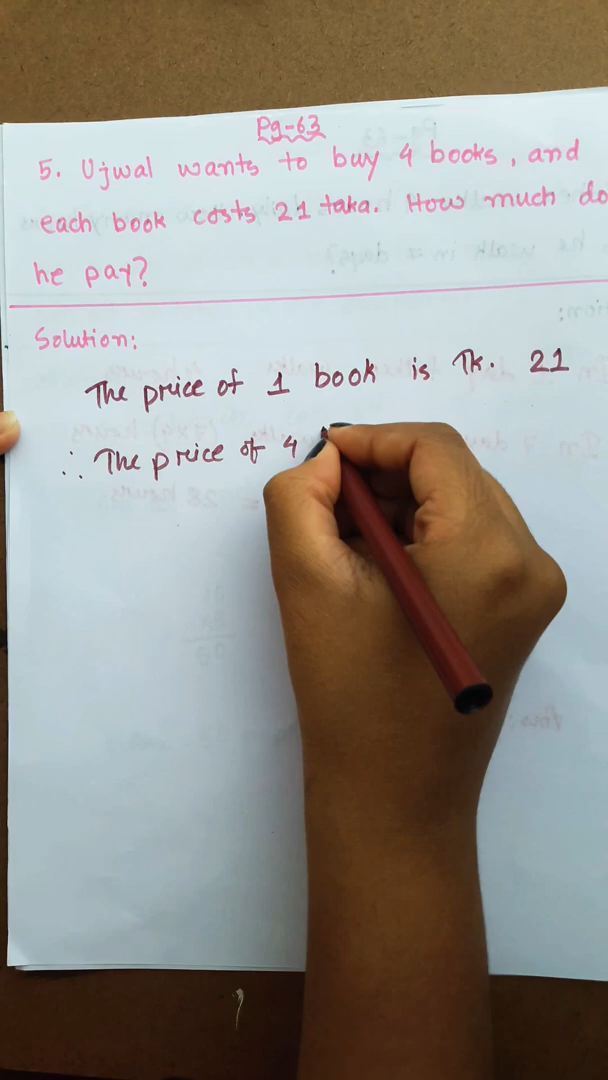 Pg-63
5. Ujwal wants to buy 4 books, and
each book costs 21 taka. How much do
he pay?
Solution:
The price of 1 book is Tk. 21
∴ The price of 4